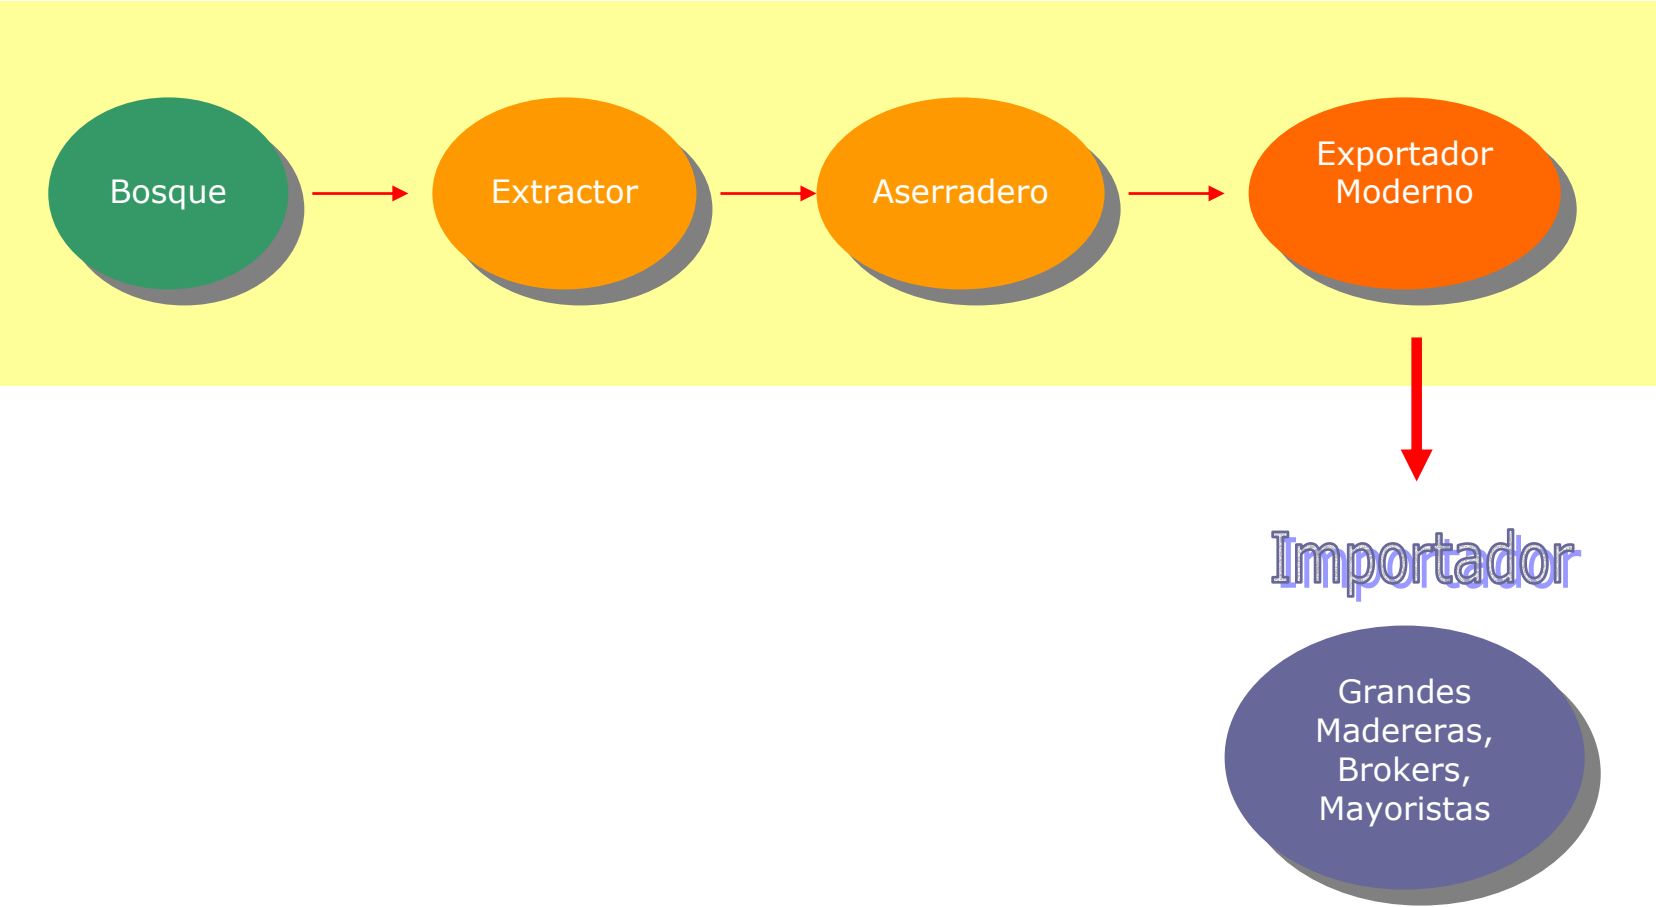 Bosque
Extractor
Aserradero
Exportador
Moderno
Importador
Grandes
Madereras,
Brokers,
Mayoristas